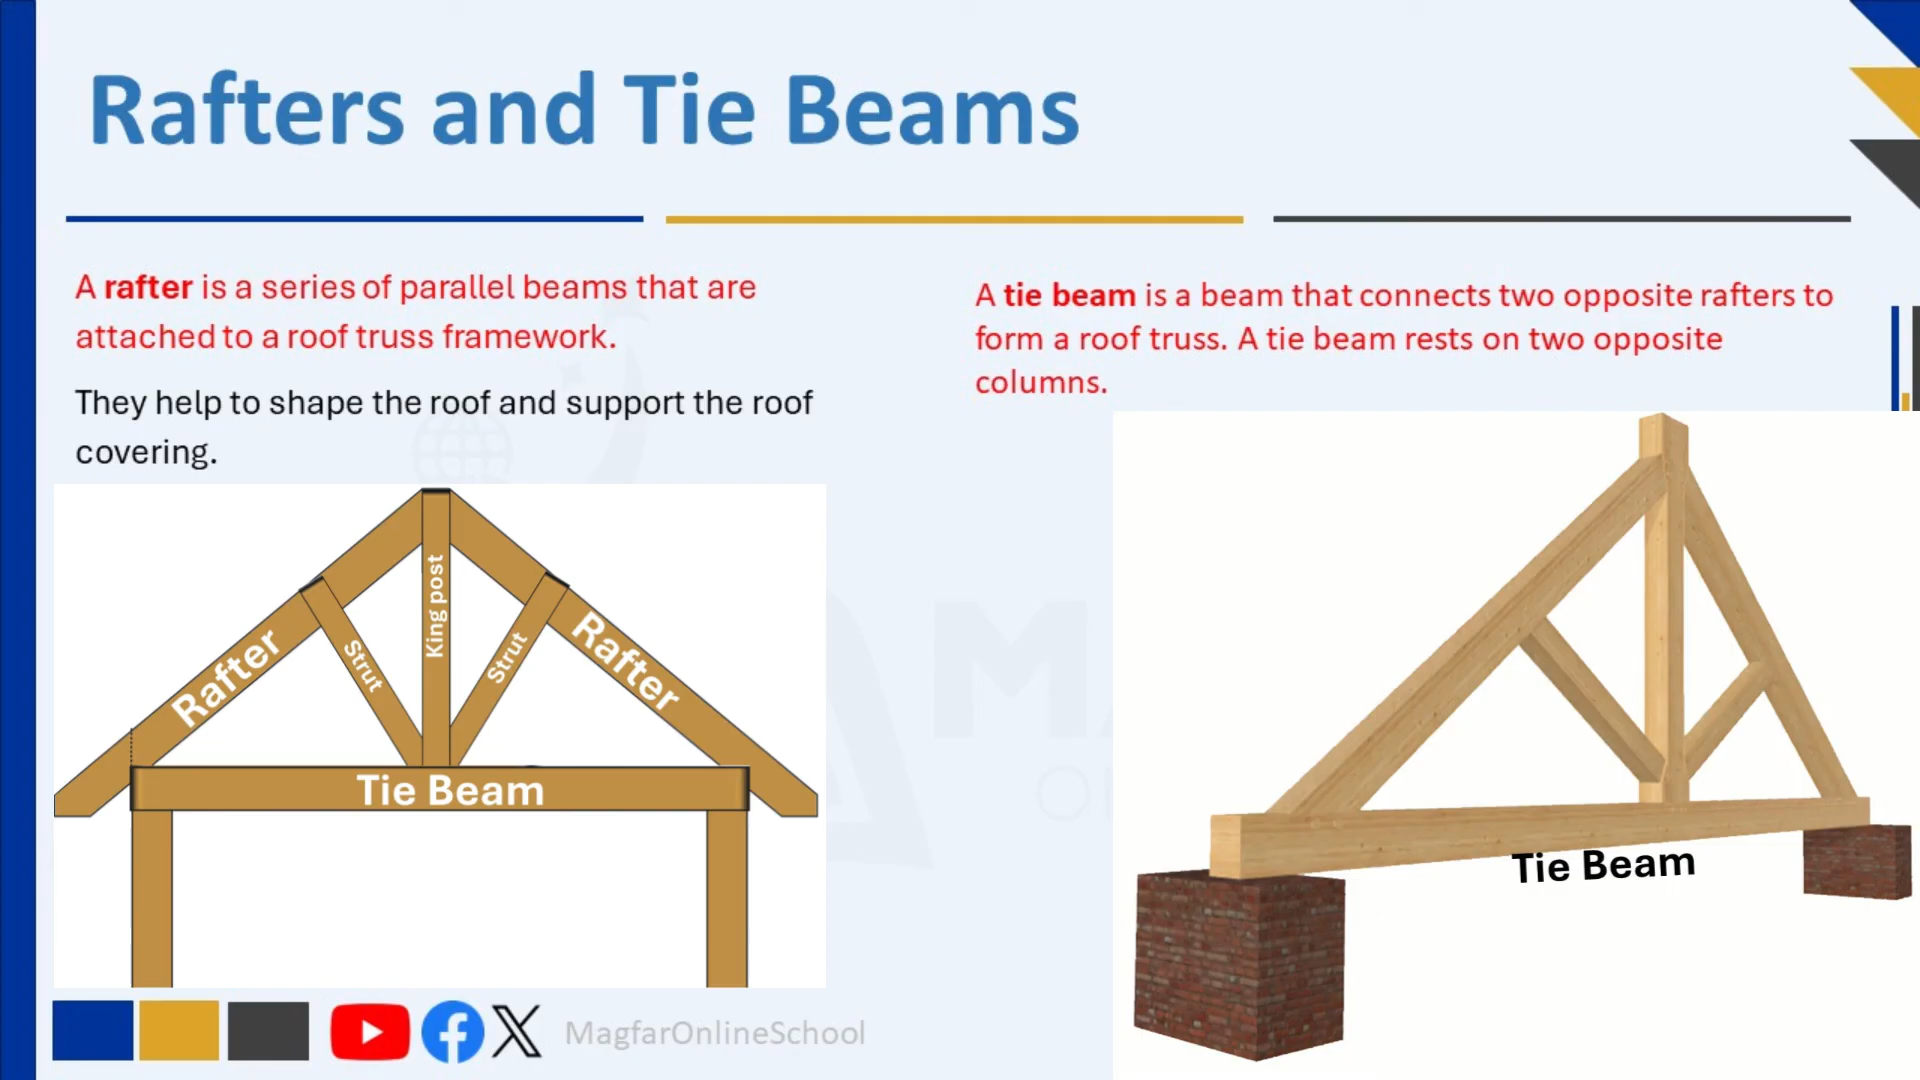 Rafters and Tie Beams
A rafter is a series of parallel beams that are
attached to a roof truss framework.
They help to shape the roof and support the roof
covering.
A tie beam is a beam that connects two opposite rafters to
form a roof truss. A tie beam rests on two opposite
columns.
Rafter
Strut
King post
Strut
Rafter
Tie Beam
Tie Beam
MagfarOnlineSchool